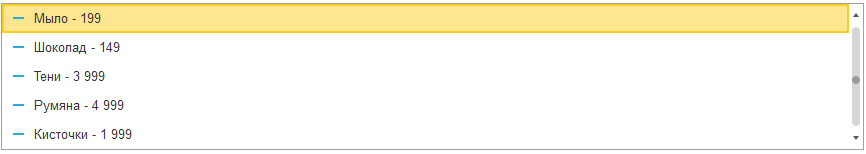 Мыло - 199
Шоколад - 149
Тени - 3 999
Румяна - 4 999
Кисточки - 1 999